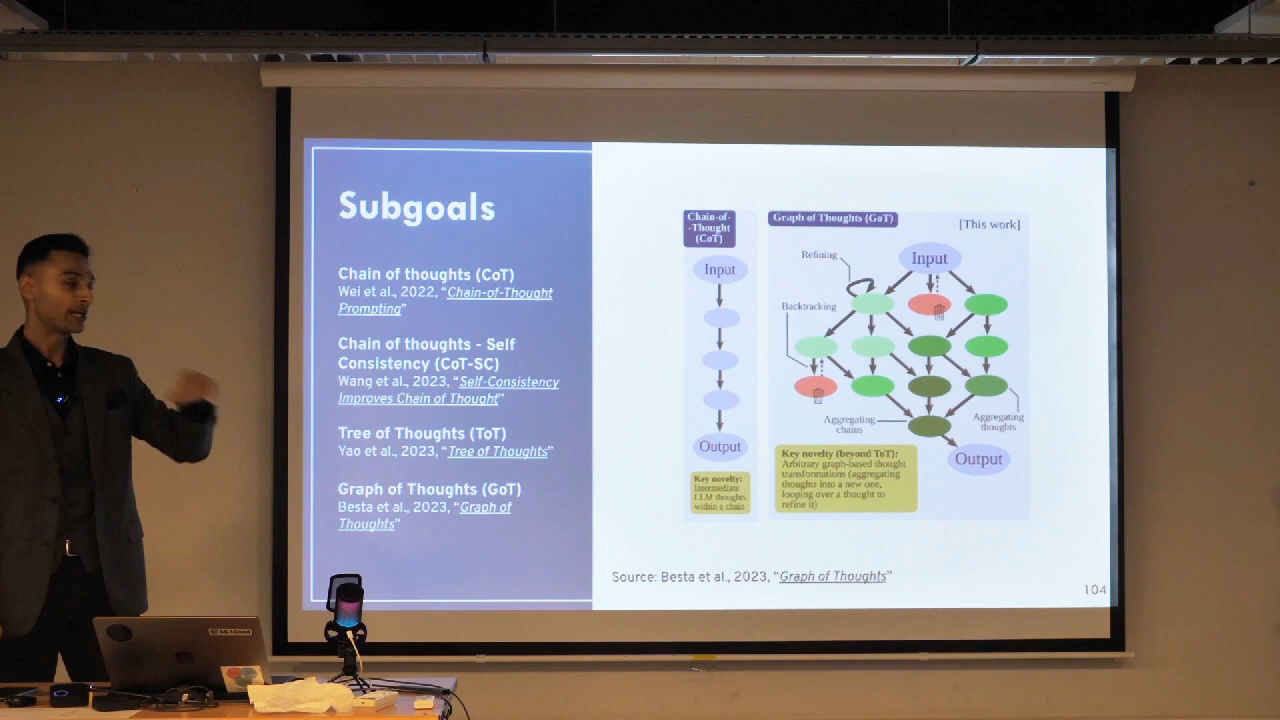 Subgoals
Chain of thoughts (CoT)
Wei et al., 2022, “Chain-of-Thought
Prompting”
Chain of thoughts - Self
Consistency (CoT-SC)
Wang et al., 2023, “Self-Consistency
Improves Chain of Thought”
Tree of Thoughts (ToT)
Yao et al., 2023, “Tree of Thoughts”
Graph of Thoughts (GoT)
Besta et al., 2023, “Graph of
Thoughts”
Chain-of-
-Thought
(CoT)
Input
Output
Key novelty:
Intermediate
LLM thoughts
within a chain
Graph of Thoughts (GoT)
[This work]
Refining
Input
Backtracking
Aggregating
chains
Aggregating
thoughts
Output
Key novelty (beyond ToT):
Arbitrary graph-based thought
transformations (aggregating
thoughts into a new one,
looping over a thought to
refine it)
Source: Besta et al., 2023, “Graph of Thoughts”
104